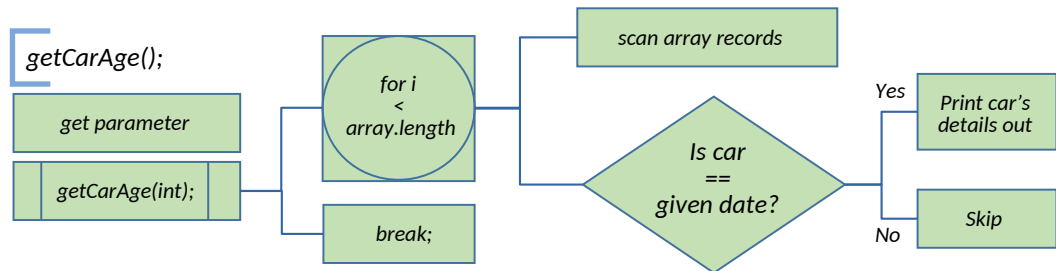 getCarAge();
get parameter
getCarAge(int);
for i
<
array.length
break;
scan array records
Is car
==
given date?
Yes
Print car's
details out
No
Skip